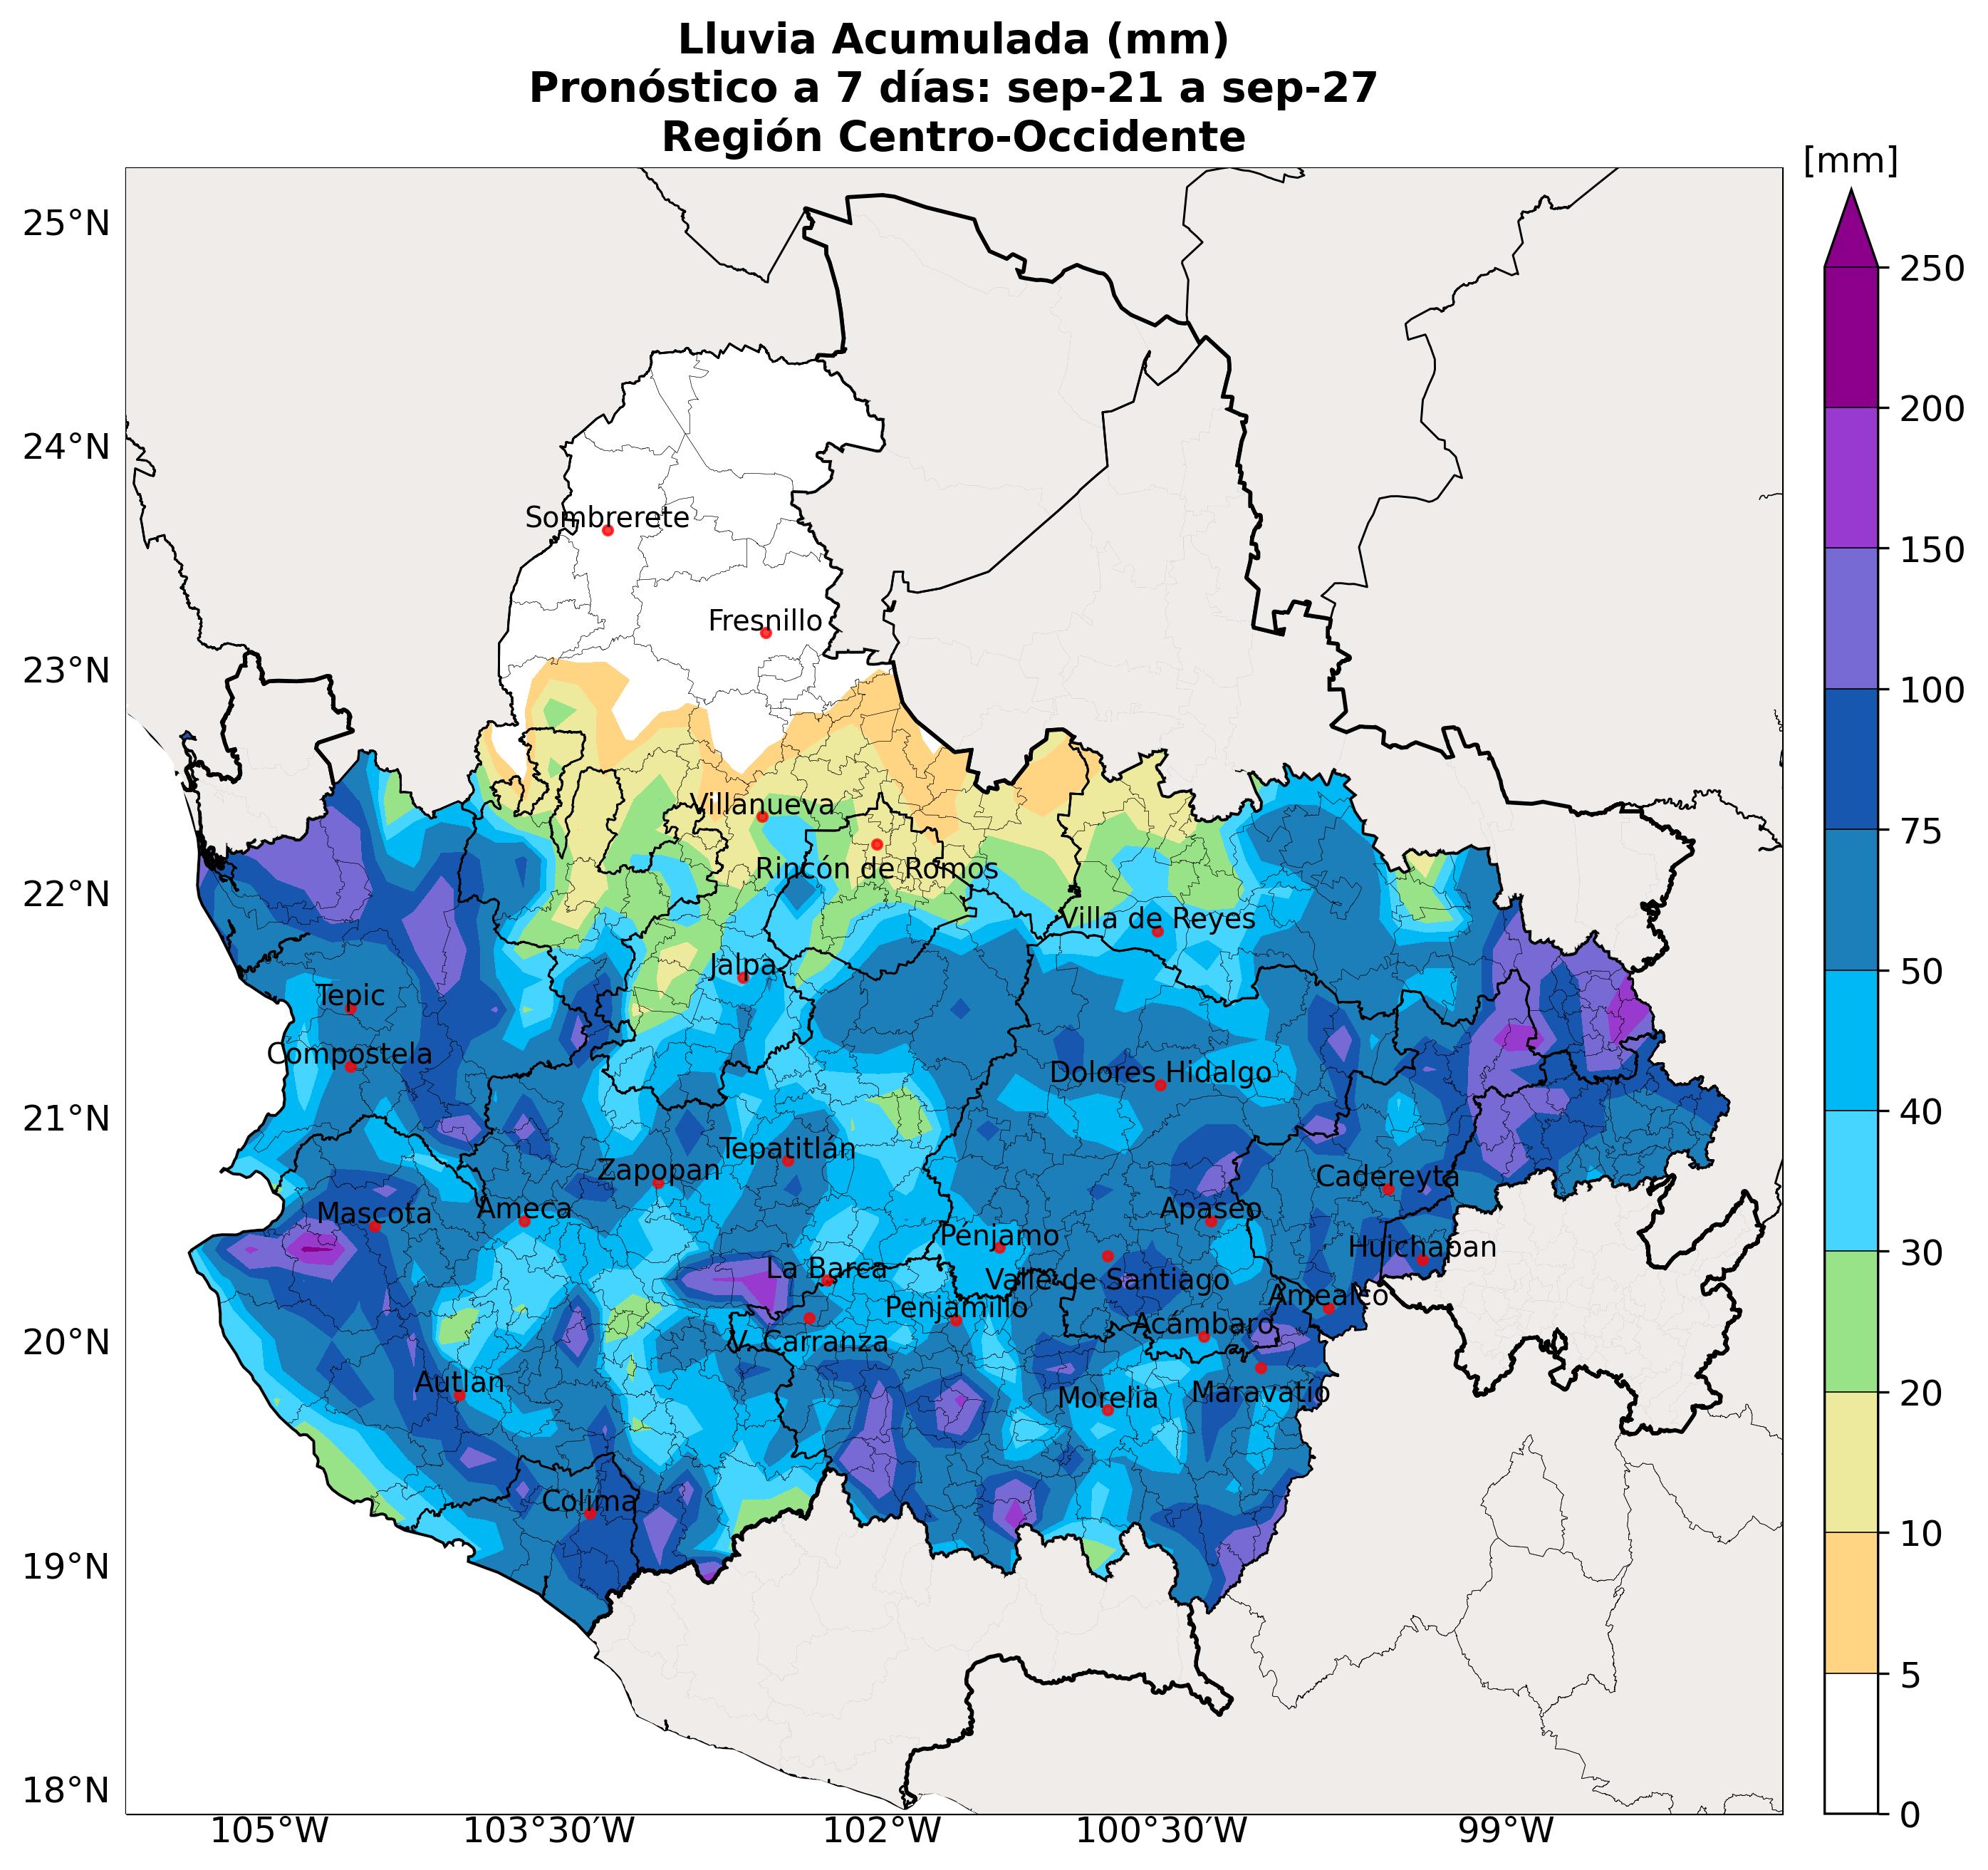 Lluvia Acumulada (mm)
Pronóstico a 7 días: sep-21 a sep-27
Región Centro-Occidente
[mm]
25°N
250
24°N
200
Sombrerete
150
Fresnillo
23°N
100
Villanueva
75
Rincón de Romos
22°N
Villa de Reyes
Jalpa
50
Tepic
Compostela
Dolores Hidalgo
21°N
40
Tepatitlán
Zapopan
Cadereyta
Mascota
Ameca
Apaseo
Pénjamo
Huichapan
30
La Barca
Valle de Santiago
Amealco
Penjamillo
Acámbaro
20°N
V. Carranza
Autlan
20
Morelia
Maravatío
Colima
10
19°N
5
18°N
0
105°W
103°30'W
102°W
100°30'W
99°W